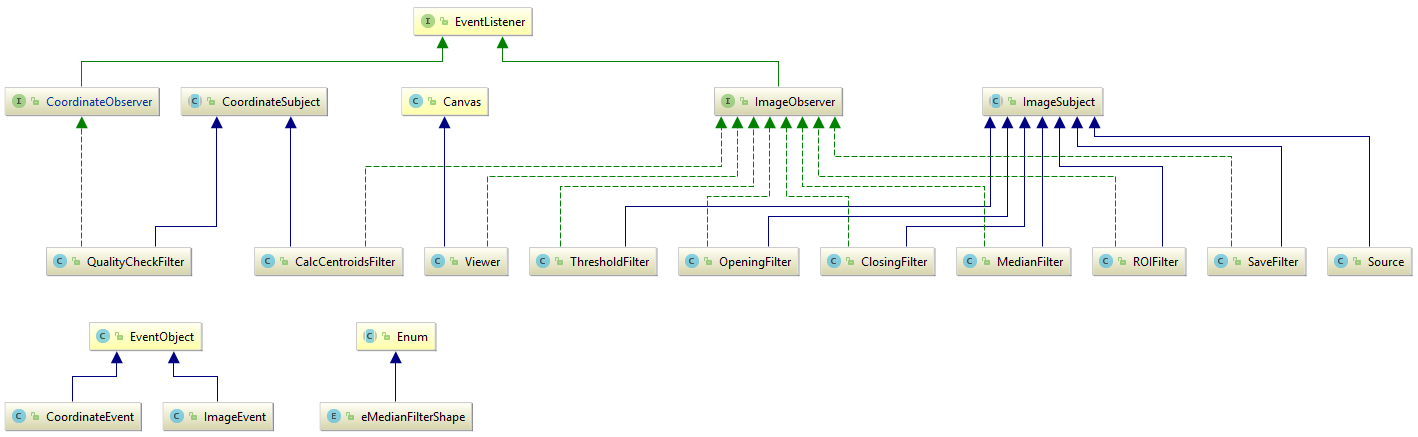 I EventListener
I CoordinateObserver
C CoordinateSubject
C Canvas
I ImageObserver
C ImageSubject
C QualityCheckFilter
C CalcCentroidsFilter
C Viewer
C ThresholdFilter
C OpeningFilter
C ClosingFilter
C MedianFilter
C ROIFilter
C SaveFilter
C Source
C EventObject
C Enum
C CoordinateEvent
C ImageEvent
E eMedianFilterShape